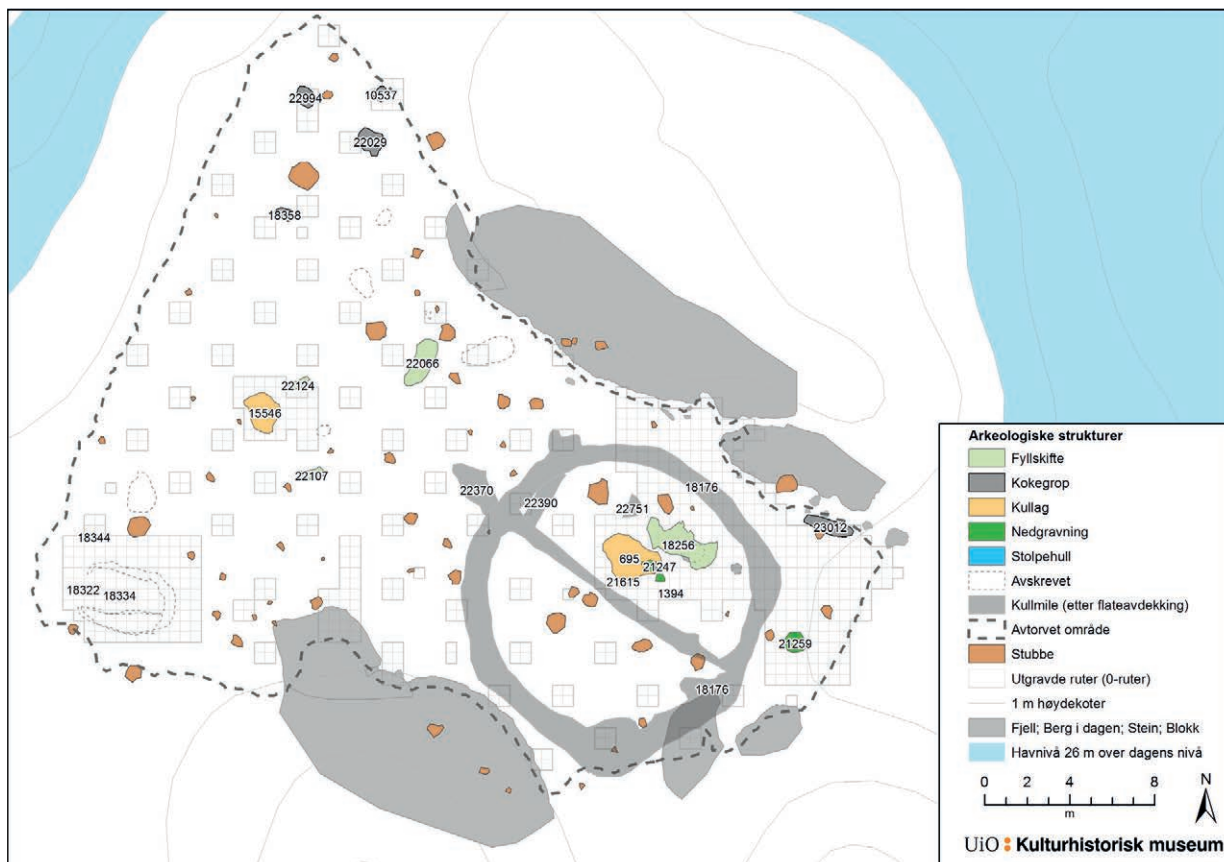 22994
10537
22029
18358
22066
22124
15546
22107
22370
22390
18176
22751
23012
18256
695
21247
21615
1394
18344
18322
18334
21259
18176
Arkeologiske strukturer
Fyllskifte
Kokegrop
Kullag
Nedgravning
Stolpehull
Avskrevet
Kullmile (etter flateavdekking)
Avtorvet område
Stubbe
Utgravde ruter (0-ruter)
1 m høydekoter
Fjell; Berg i dagen; Stein; Blokk
Havnivå 26 m over dagens nivå
0 2 4 8
m
N
UiO Kulturhistorisk museum